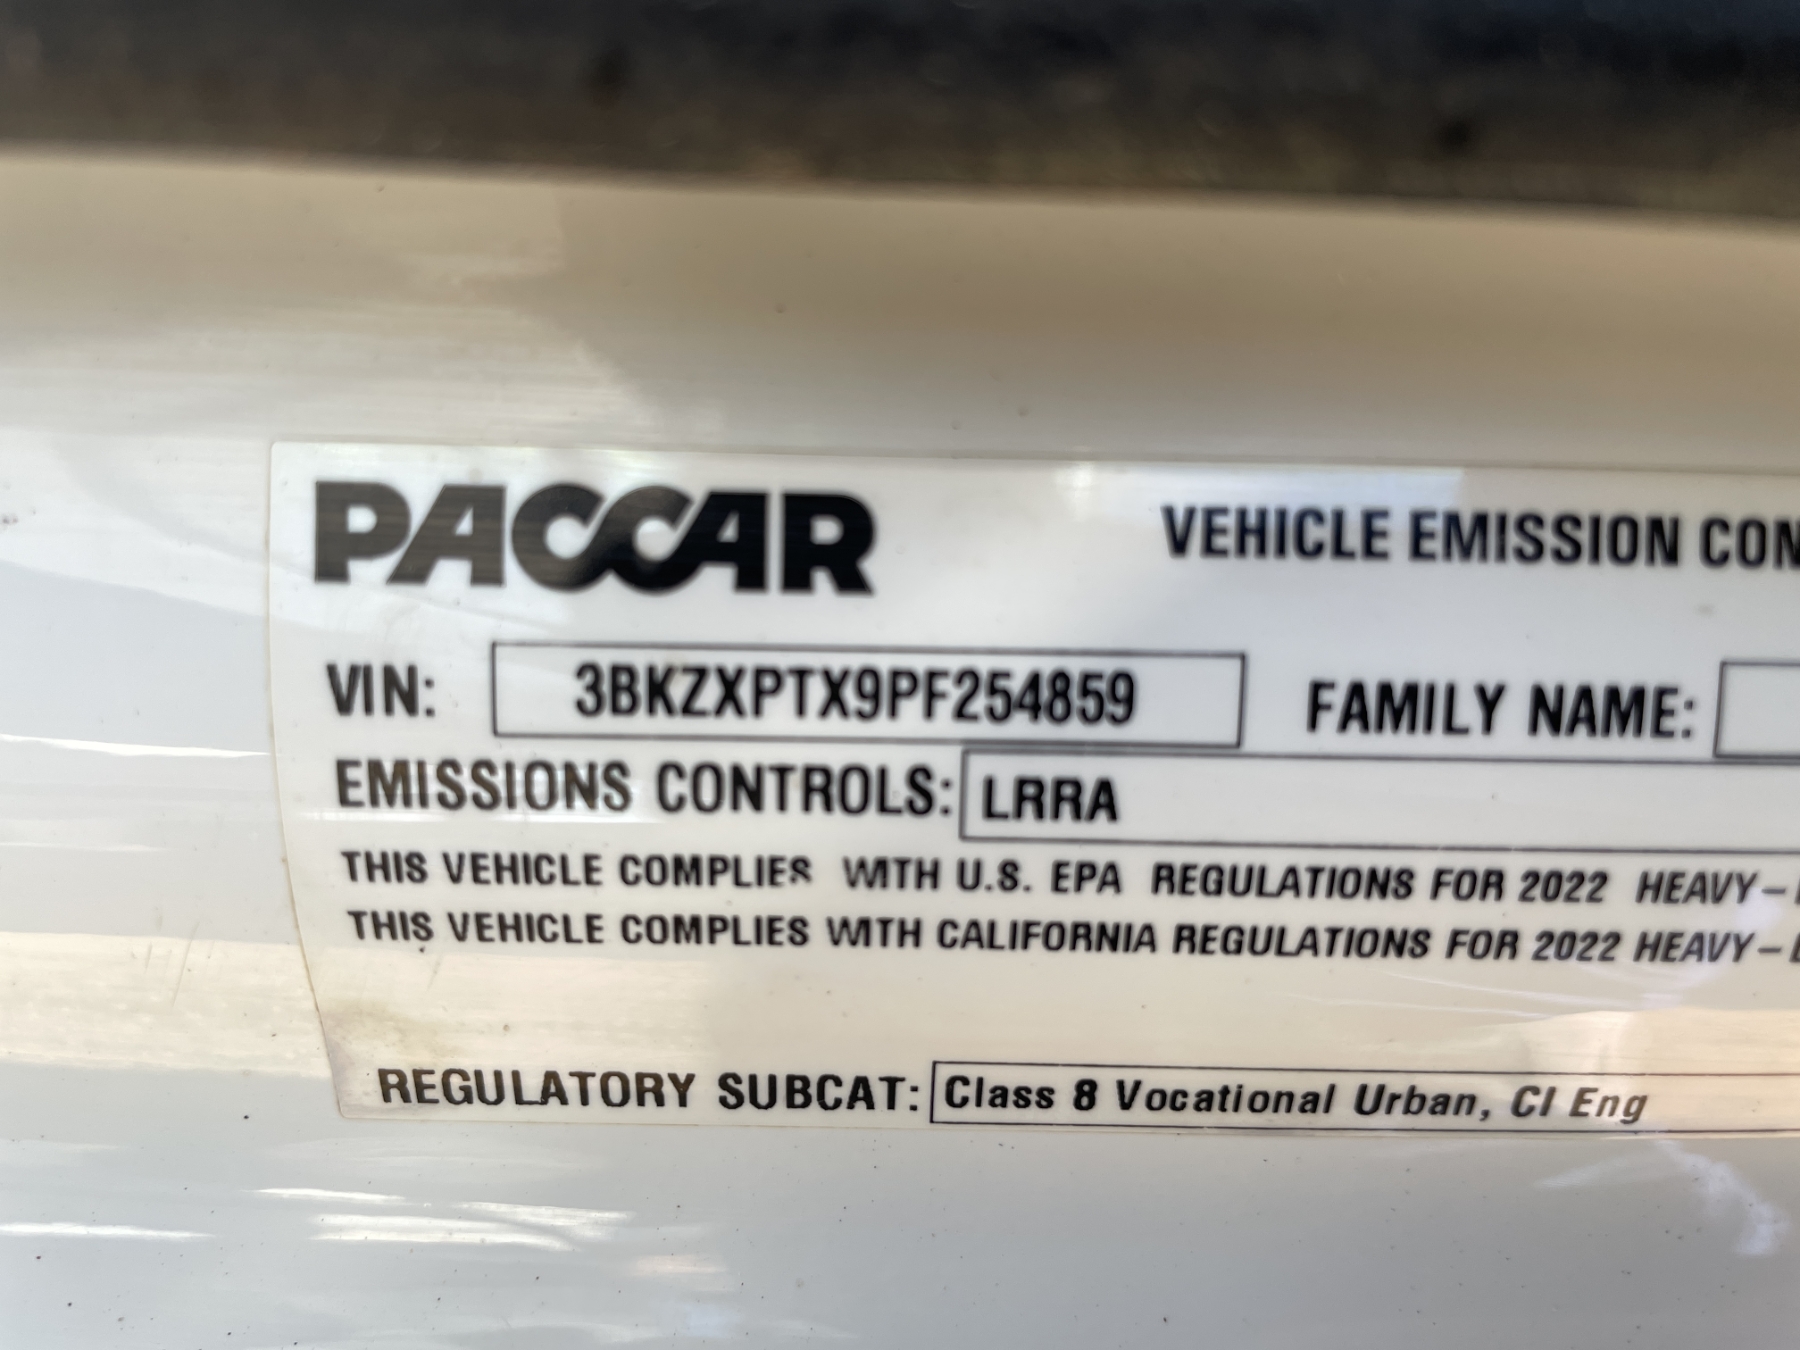 PACCAR
VEHICLE EMISSION CON
VIN: 3BKZXPTX9PF254859 FAMILY NAME:
EMISSIONS CONTROLS: LRRA
THIS VEHICLE COMPLIES WITH U.S. EPA REGULATIONS FOR 2022 HEAVY-
THIS VEHICLE COMPLIES WITH CALIFORNIA REGULATIONS FOR 2022 HEAVY-
REGULATORY SUBCAT: Class 8 Vocational Urban, CI Eng